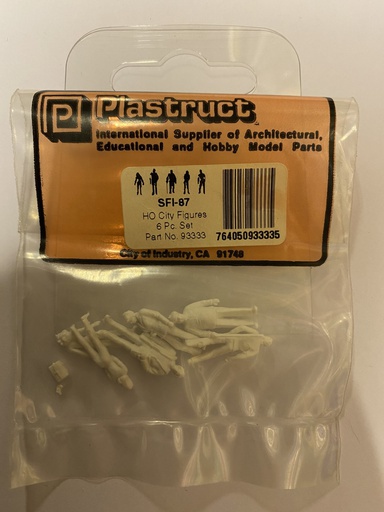 P Plastruct
International Supplier of Architectural,
Educational and Hobby Model Parts
SFI-87
HO City Figures
6 Pc. Set
Part No. 93333
764050933335
City of Industry, CA 91748